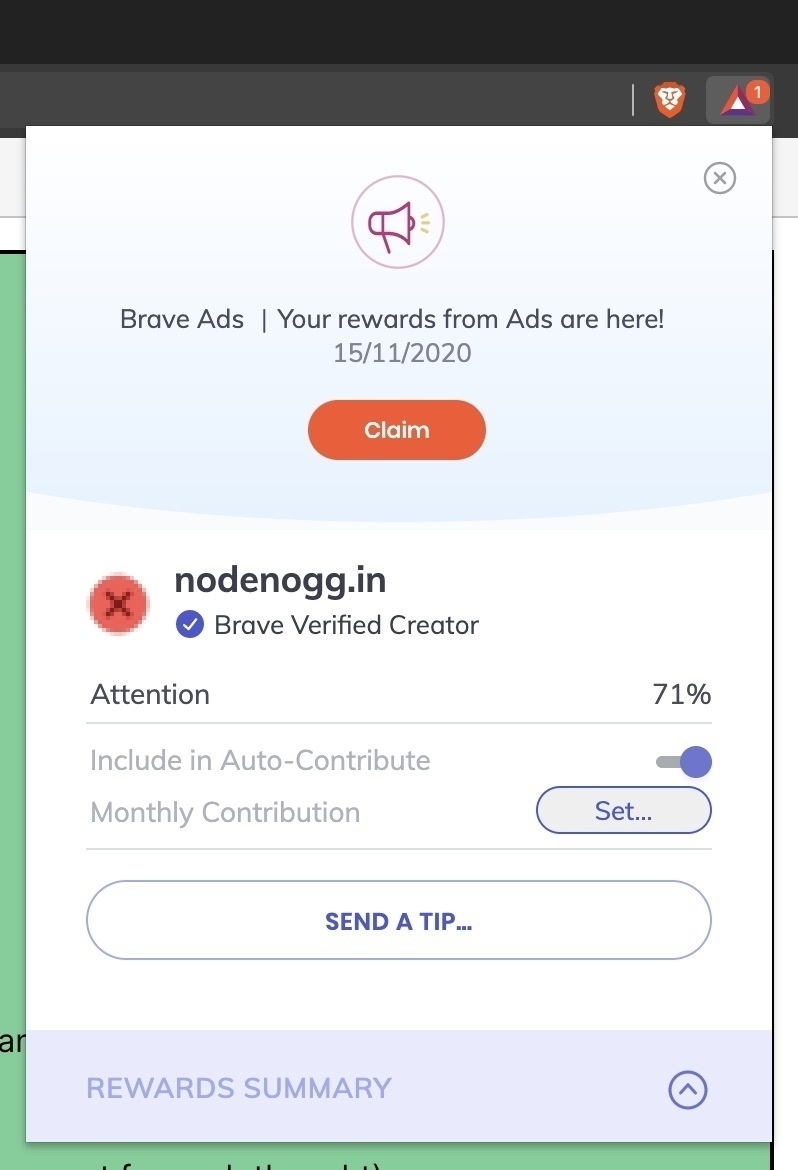 1
Brave Ads | Your rewards from Ads are here!
15/11/2020
Claim
nodenogg.in
Brave Verified Creator
Attention 71%
Include in Auto-Contribute
Monthly Contribution Set...
SEND A TIP...
ar
REWARDS SUMMARY